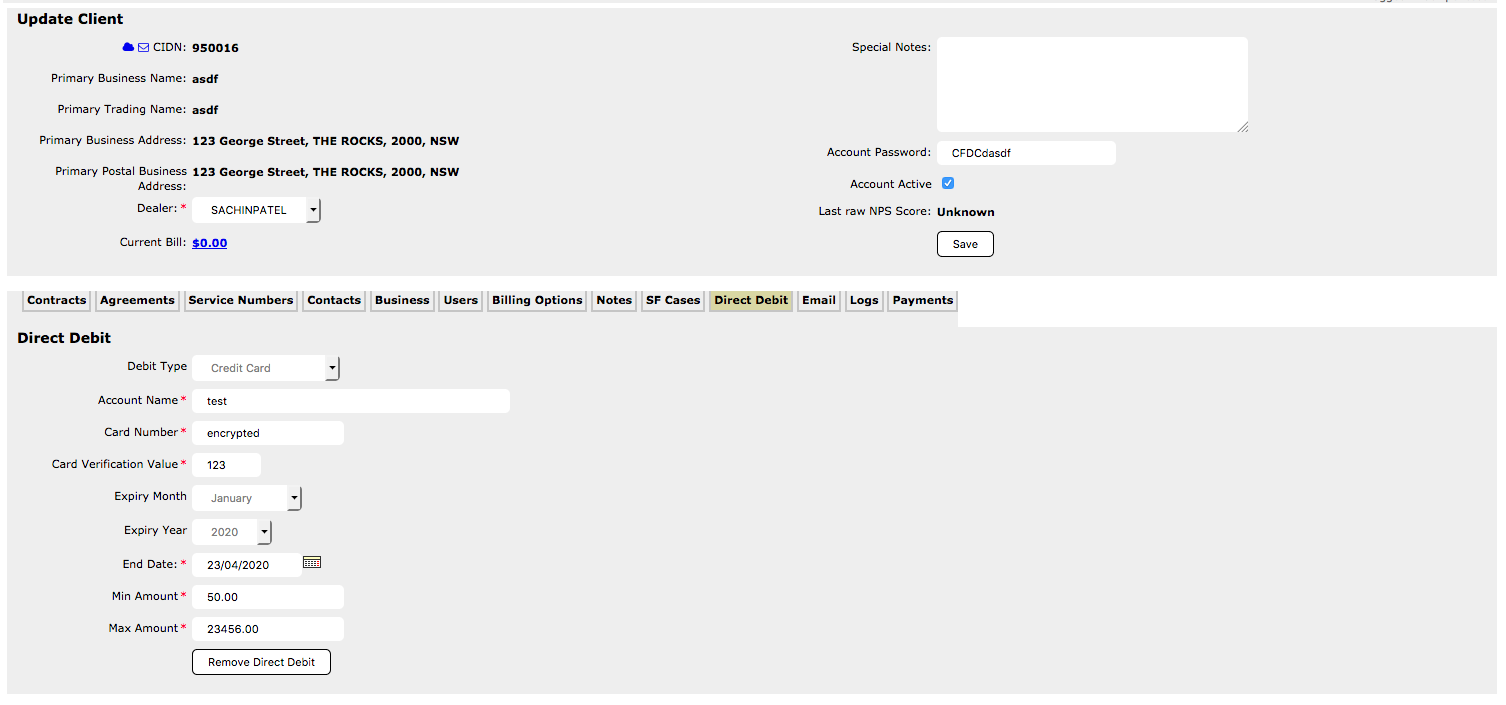 Update Client
CIDN: 950016
Primary Business Name: asdf
Primary Trading Name: asdf
Primary Business Address: 123 George Street, THE ROCKS, 2000, NSW
Primary Postal Business Address: 123 George Street, THE ROCKS, 2000, NSW
Dealer: * SACHINPATEL
Current Bill: $0.00
Special Notes:
Account Password: CFDCdasdf
Account Active
Last raw NPS Score: Unknown
Save
Contracts Agreements Service Numbers Contacts Business Users Billing Options Notes SF Cases Direct Debit Email Logs Payments
Direct Debit
Debit Type Credit Card
Account Name* test
Card Number* encrypted
Card Verification Value* 123
Expiry Month January
Expiry Year 2020
End Date: * 23/04/2020
Min Amount* 50.00
Max Amount* 23456.00
Remove Direct Debit